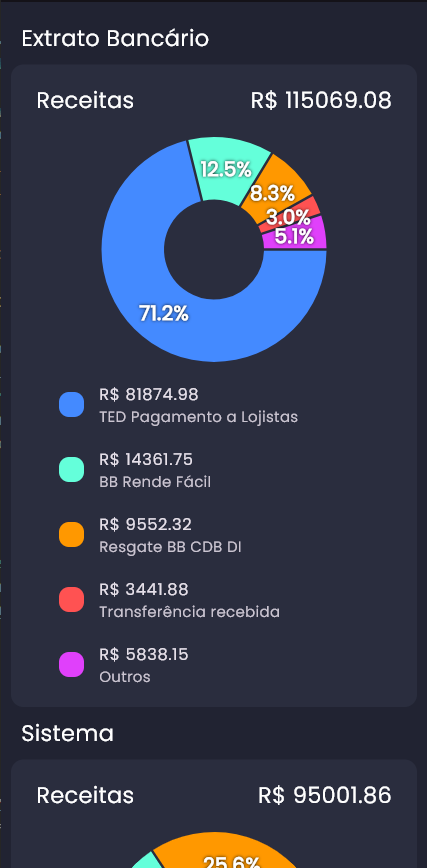 Extrato Bancário
Receitas R$ 115069.08
12.5%
8.3%
3.0%
5.1%
71.2%
R$ 81874.98
TED Pagamento a Lojistas
R$ 14361.75
BB Rende Fácil
R$ 9552.32
Resgate BB CDB DI
R$ 3441.88
Transferência recebida
R$ 5838.15
Outros
Sistema
Receitas R$ 95001.86
25.6%